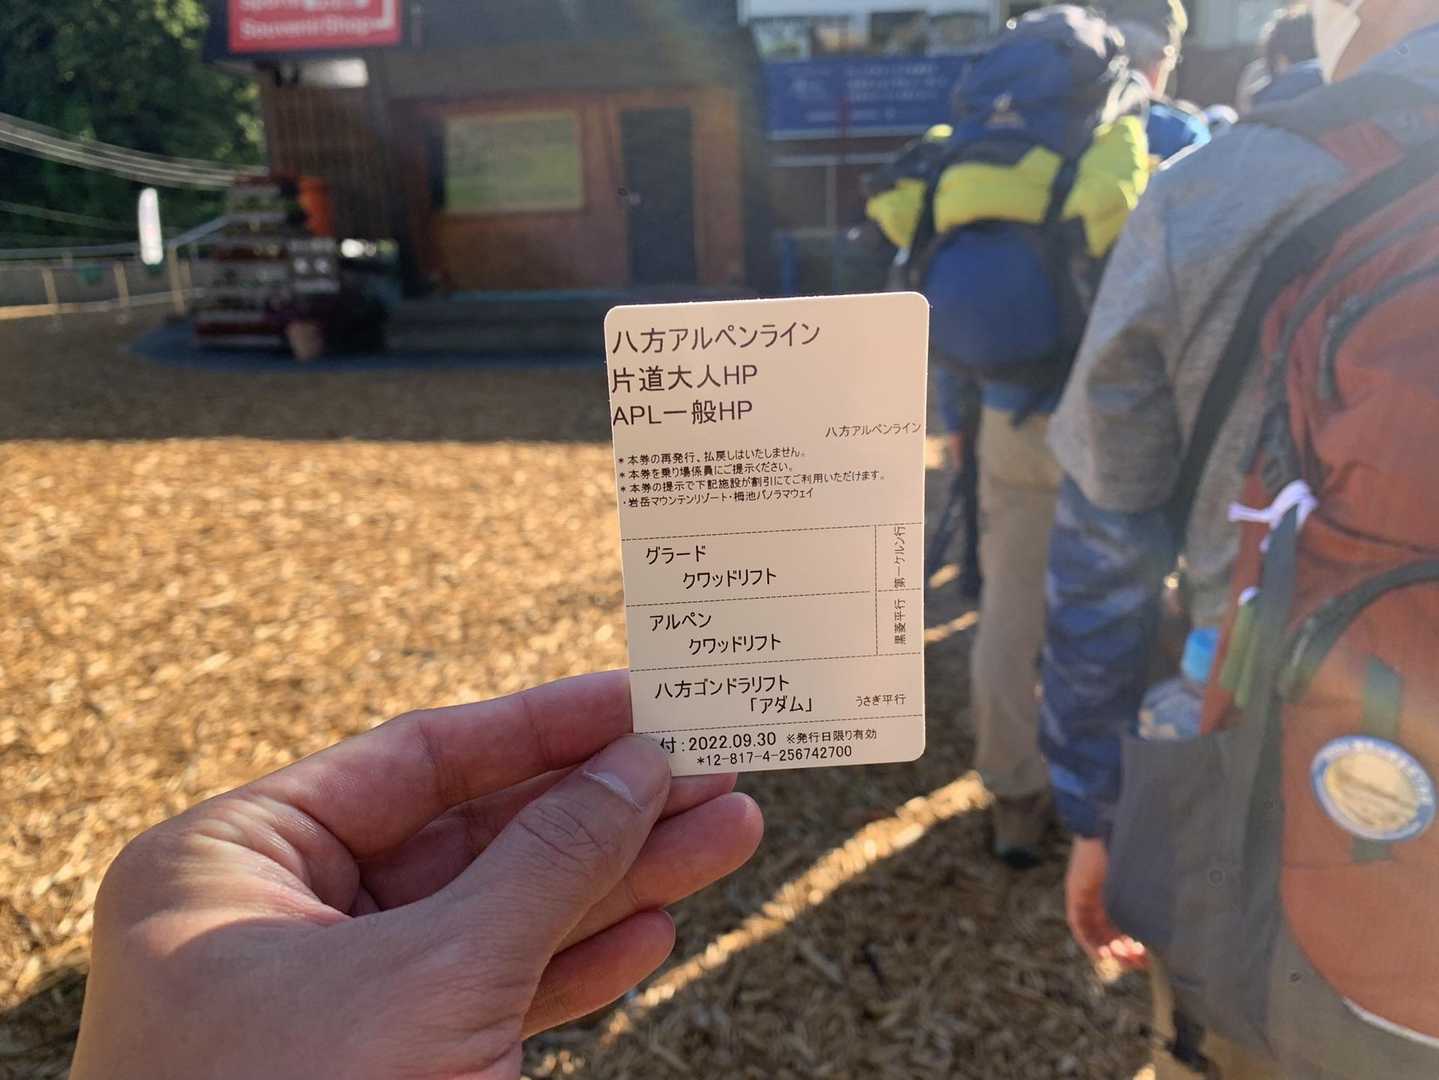 Souvenir Shop
八方アルペンライン
片道大人HP
APL一般HP
八方アルペンライン
*本券の再発行、払戻しはいたしません。
*本券を乗り場係員にご提示ください。
*本券の提示で下記施設が割引にてご利用いただけます。
・岩岳マウンテンリゾート・栂池パノラマウェイ
グラード
クワッドリフト
第一ケルン行
アルペン
クワッドリフト
黒菱平行
八方ゴンドラリフト
「アダム」
うさぎ平行
付:2022.09.30 ※発行日限り有効
*12-817-4-256742700